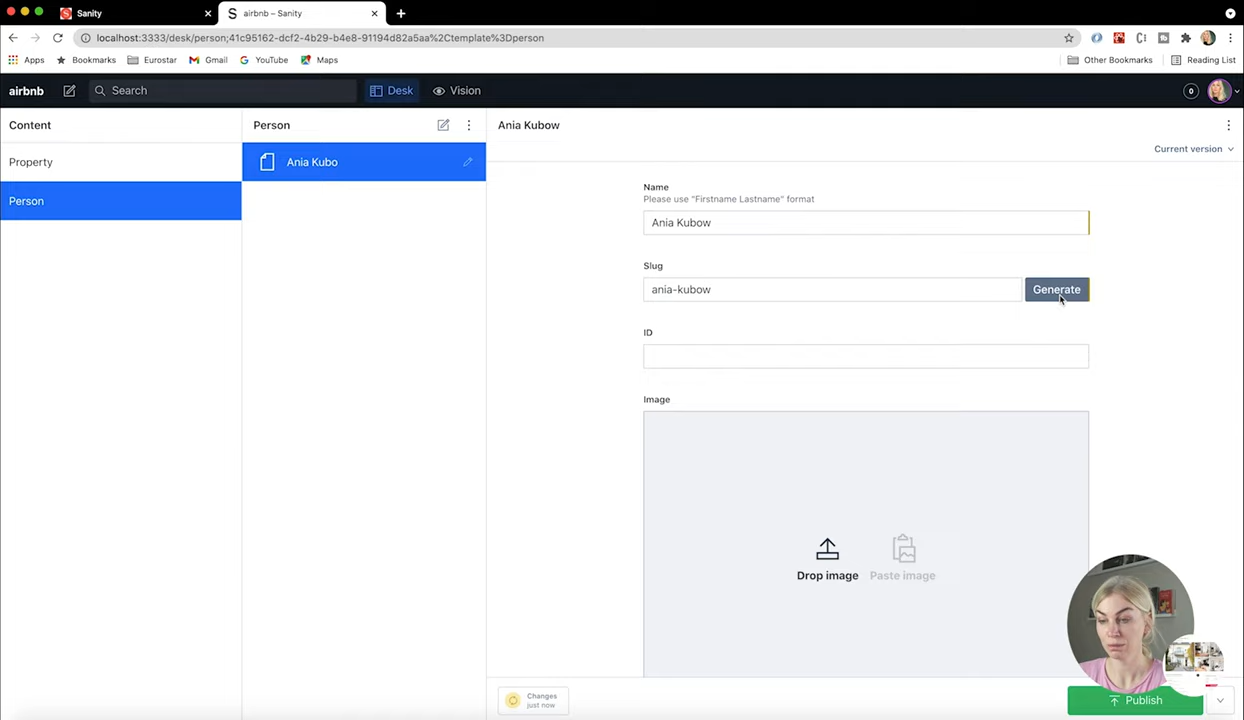 Sanity
airbnb – Sanity
localhost:3333/desk/person;41c95162-dcf2-4b29-b4e8-91194d82a5aa%2Ctemplate%3Dperson
Apps
Bookmarks
Eurostar
Gmail
YouTube
Maps
Other Bookmarks
Reading List
airbnb
Search
Desk
Vision
0
Content
Person
Ania Kubow
Current version
Property
Ania Kubo
Person
Name
Please use "Firstname Lastname" format
Ania Kubow
Slug
ania-kubow
Generate
ID
Image
Drop image
Paste image
Changes
just now
Publish